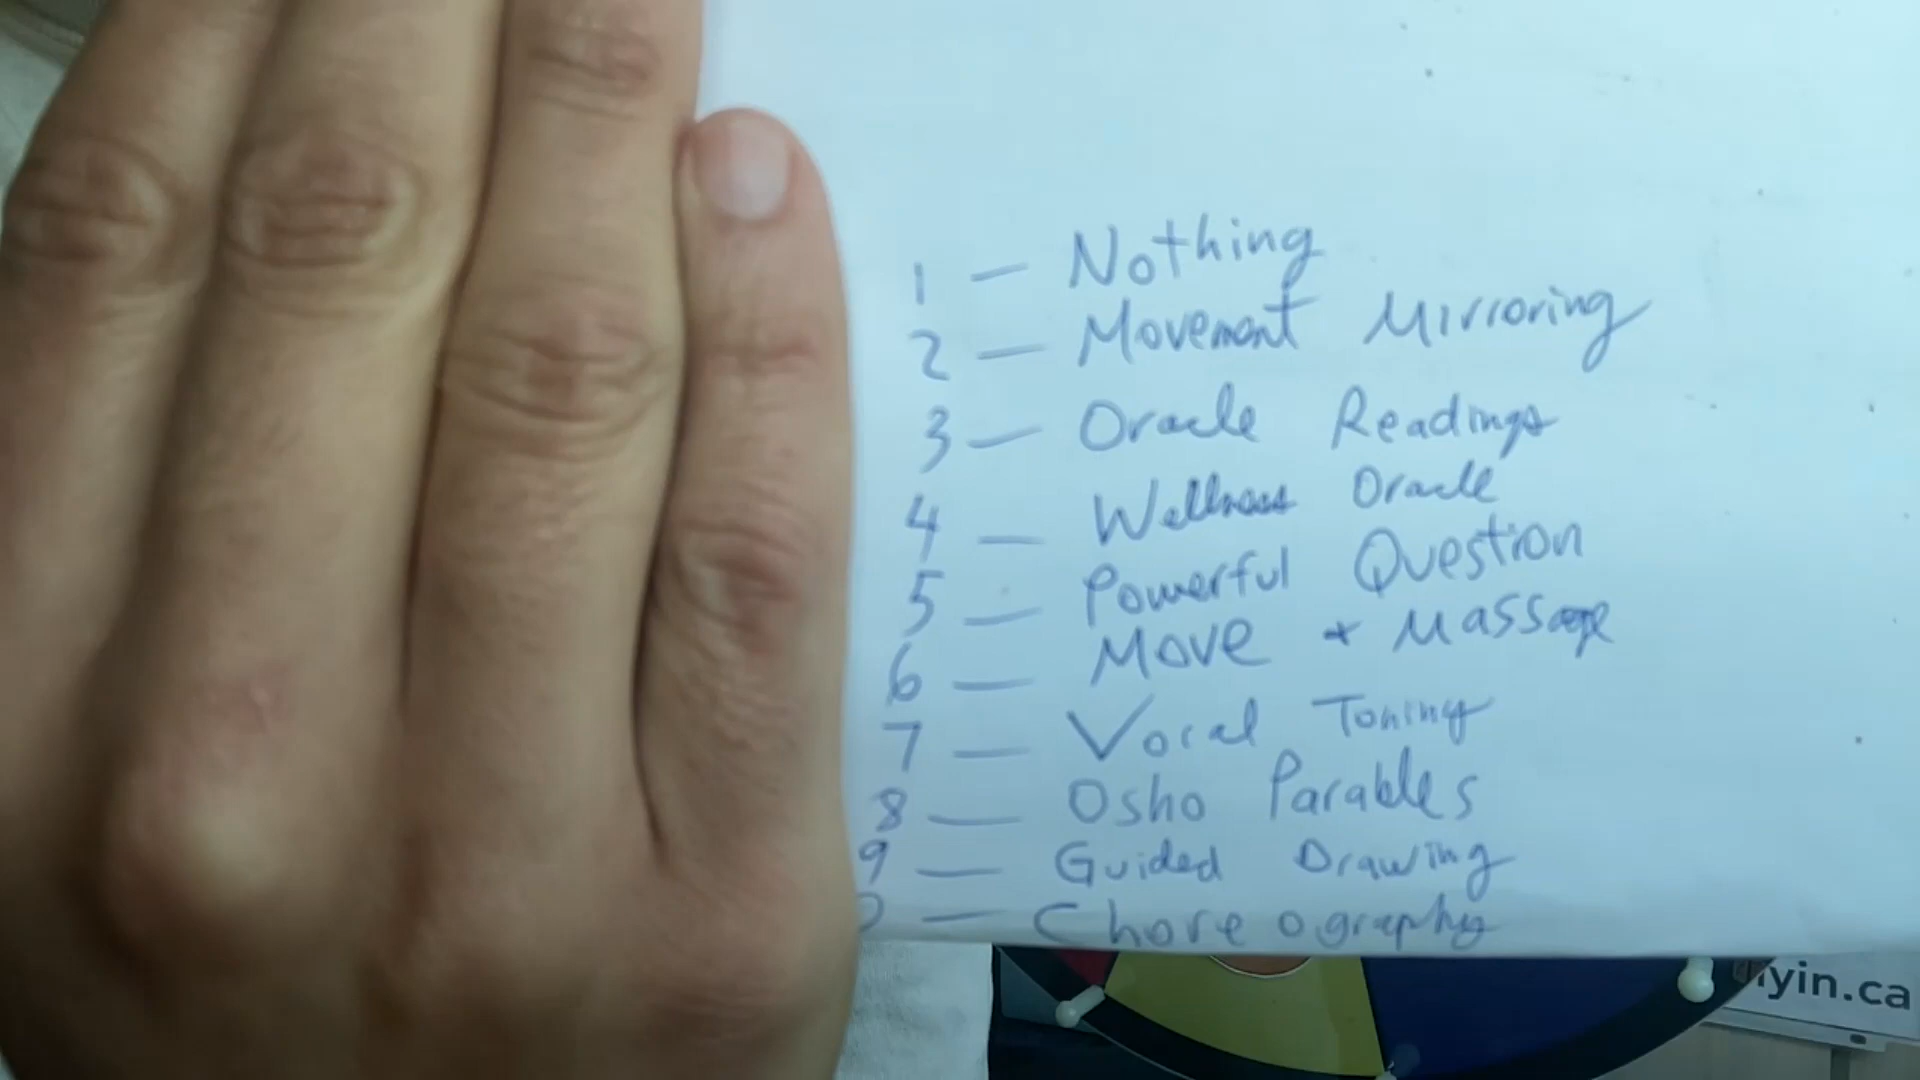 1 — Nothing
2 — Movement Mirroring
3 — Oracle Readings
4 — Wellness Oracle
5 — Powerful Question
6 — Move + Massage
7 — Vocal Toning
8 — Osho Parables
9 — Guided Drawing
0 — Choreography
yin.ca